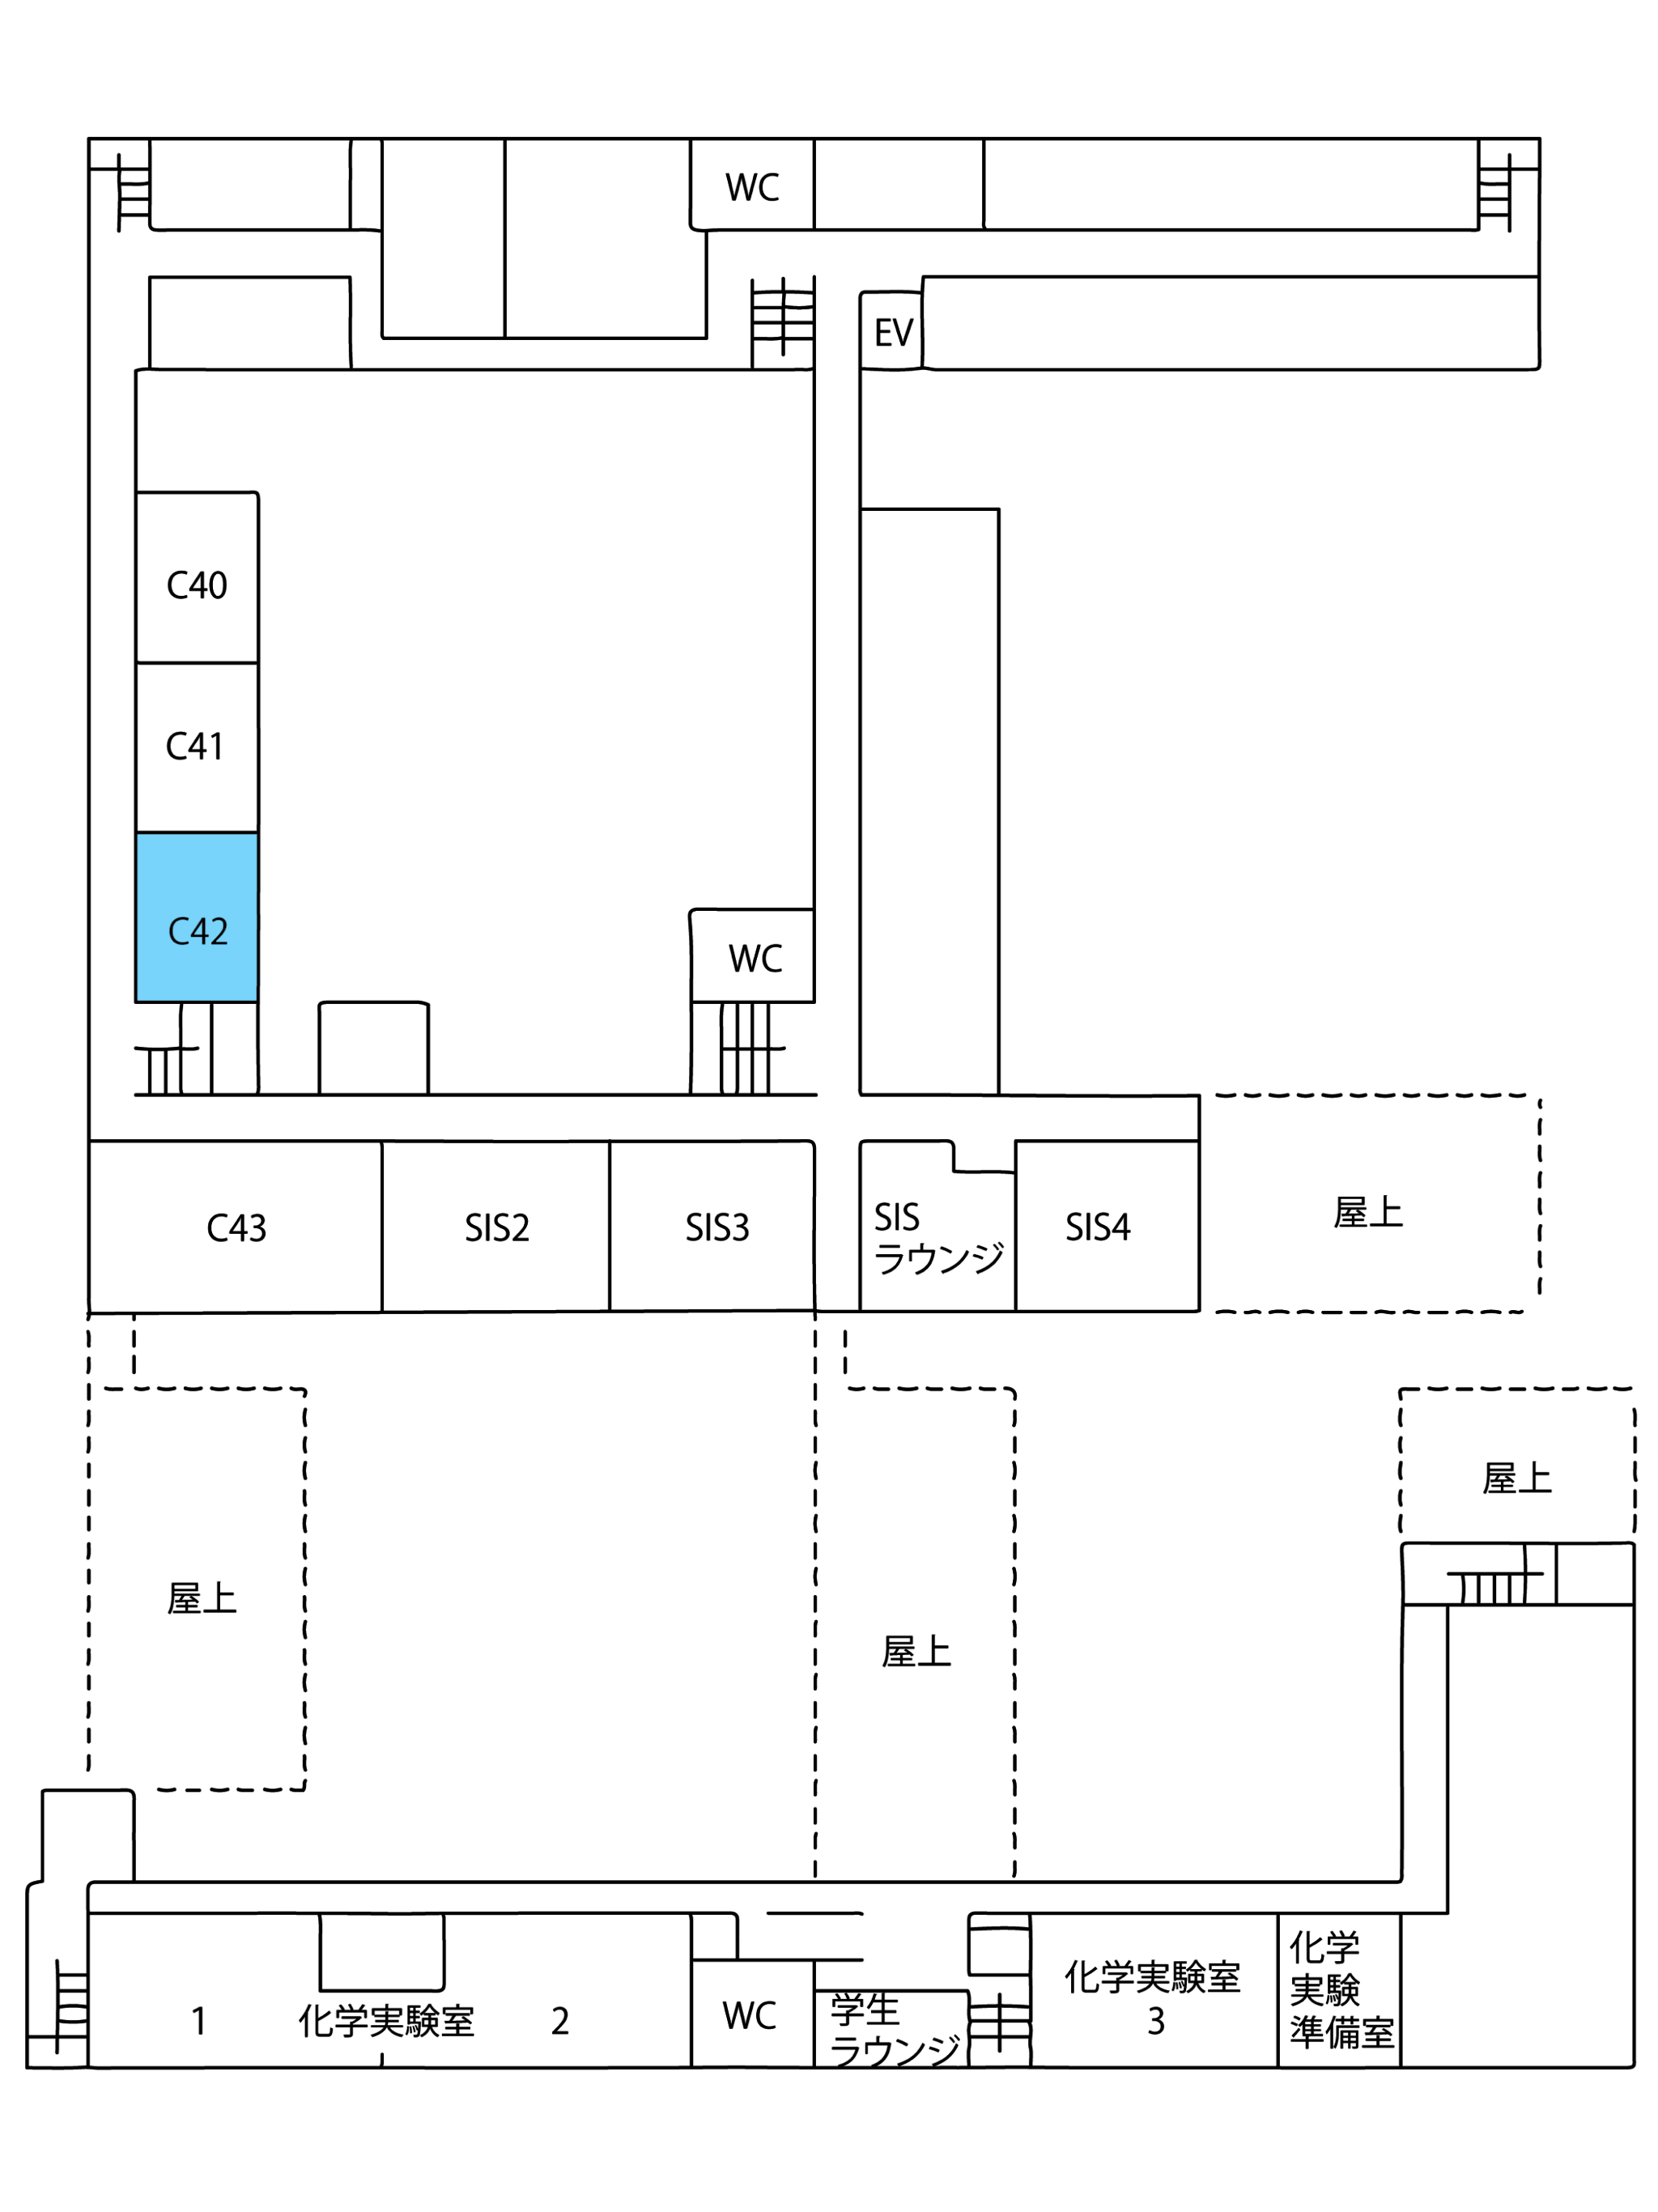 WC
EV
C40
C41
C42
WC
C43
SIS2
SIS3
SIS
ラウンジ
SIS4
屋上
屋上
屋上
屋上
1
化学実験室
2
WC
学生
ラウンジ
化学実験室
3
化学
実験
準備室